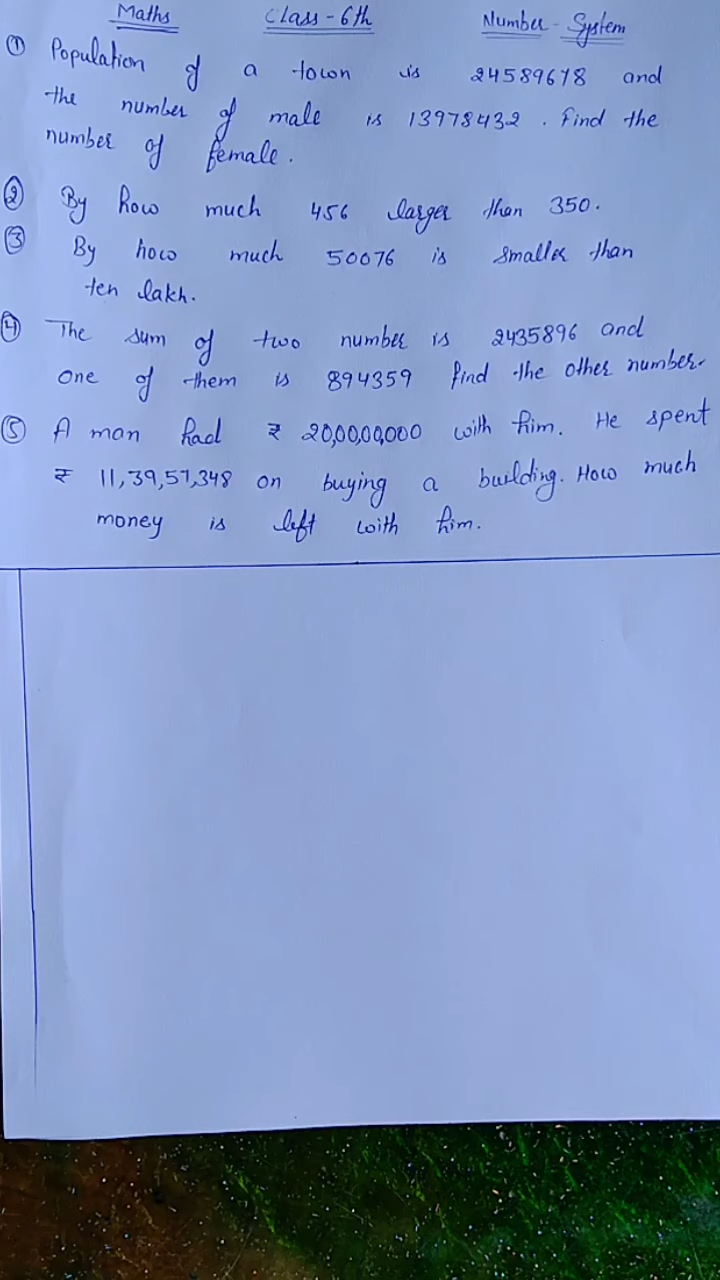 Maths Class - 6th Number - System
① Population of a town is 24589678 and
the number of male is 13978432 . find the
number of female.
② By how much 456 larger than 350.
③ By how much 50076 is smaller than
ten lakh.
④ The sum of two number is 2435896 and
one of them is 894359 find the other number.
⑤ A man had ₹ 20,00,00,000 with him. He spent
₹ 11,39,57,348 on buying a building. How much
money is left with him.